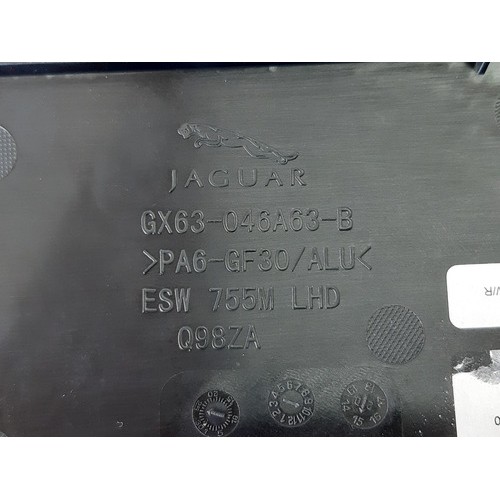 JAGUAR
GX63-046A63-B
>PA6-GF30/ALU<
ESW 755M LHD
Q98ZA